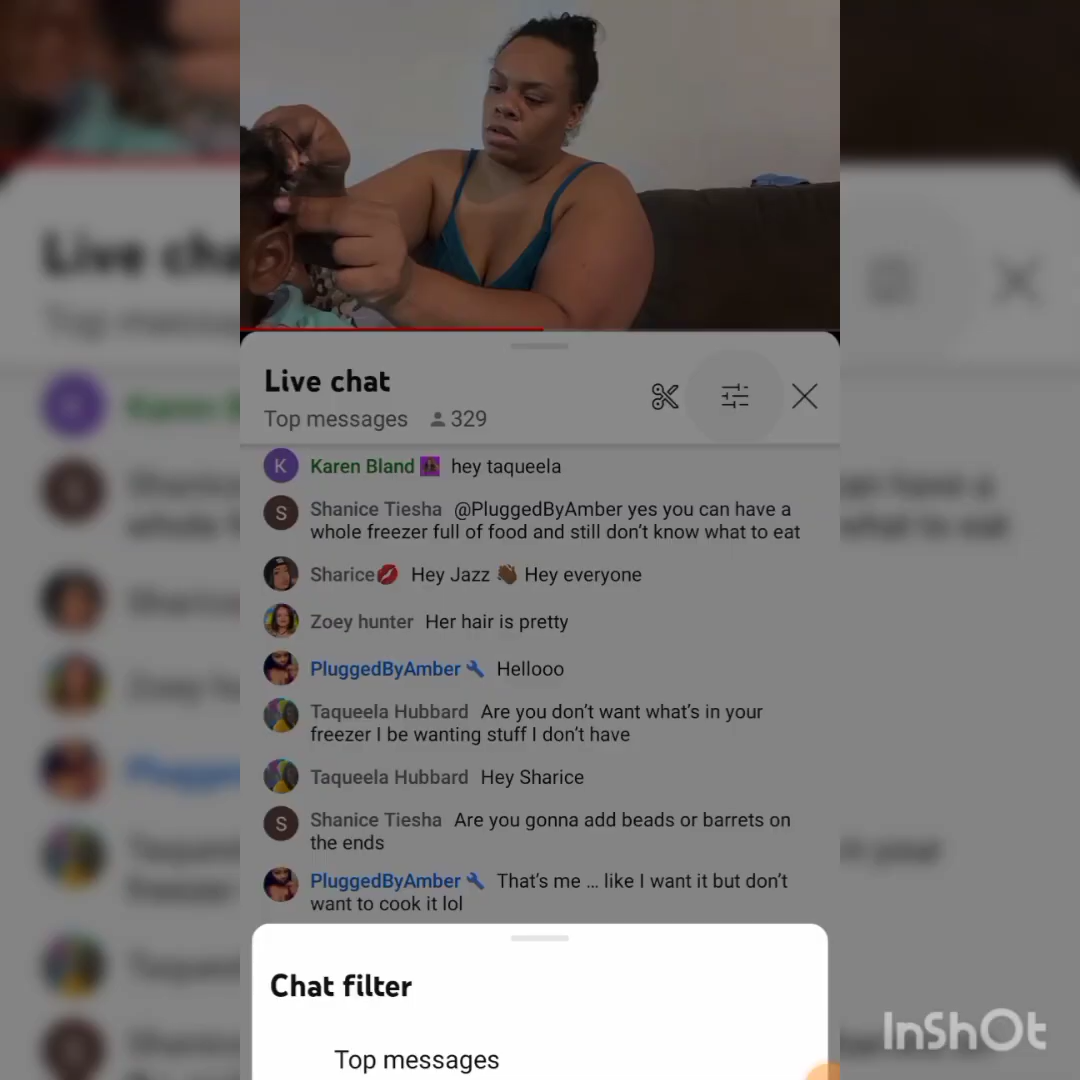 Live chat
Top messages 329
Karen Bland hey taqueela
Shanice Tiesha @PluggedByAmber yes you can have a
whole freezer full of food and still don't know what to eat
Sharice💋 Hey Jazz 👋🏾 Hey everyone
Zoey hunter Her hair is pretty
PluggedByAmber Hellooo
Taqueela Hubbard Are you don't want what's in your
freezer I be wanting stuff I don't have
Taqueela Hubbard Hey Sharice
Shanice Tiesha Are you gonna add beads or barrets on
the ends
PluggedByAmber That's me … like I want it but don't
want to cook it lol
Chat filter
Top messages
InShOt